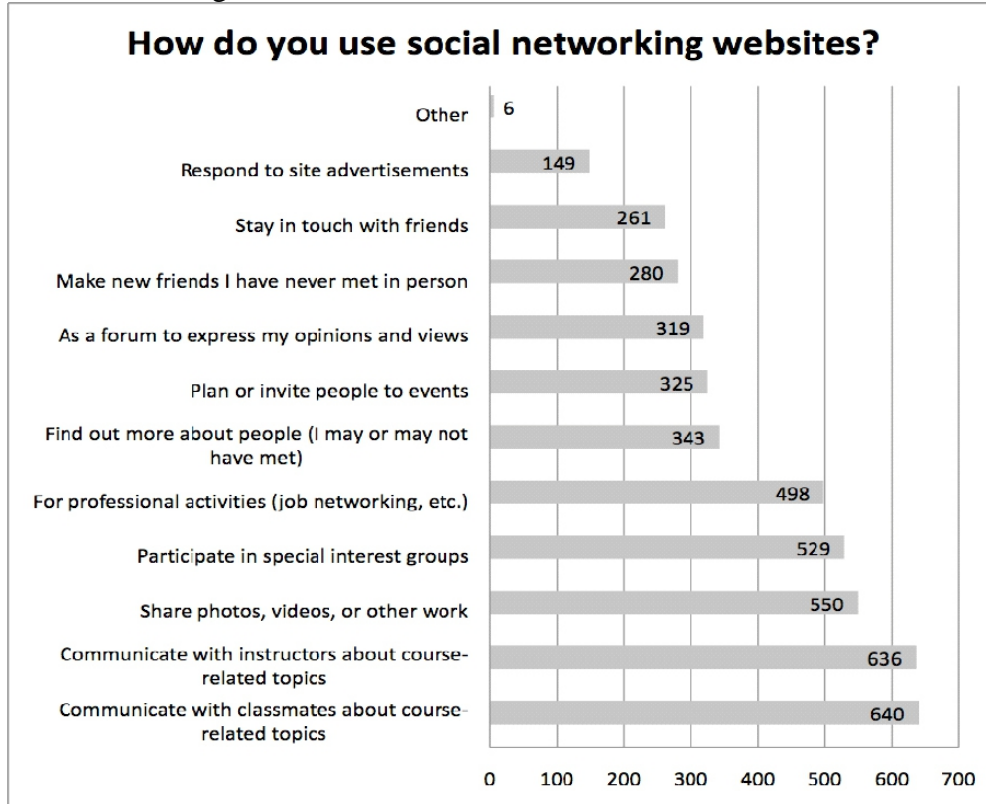 How do you use social networking websites?
Other
6
Respond to site advertisements
149
Stay in touch with friends
261
Make new friends I have never met in person
280
As a forum to express my opinions and views
319
Plan or invite people to events
325
Find out more about people (I may or may not
have met)
343
For professional activities (job networking, etc.)
498
Participate in special interest groups
529
Share photos, videos, or other work
550
Communicate with instructors about course-
related topics
636
Communicate with classmates about course-
related topics
640
0 100 200 300 400 500 600 700